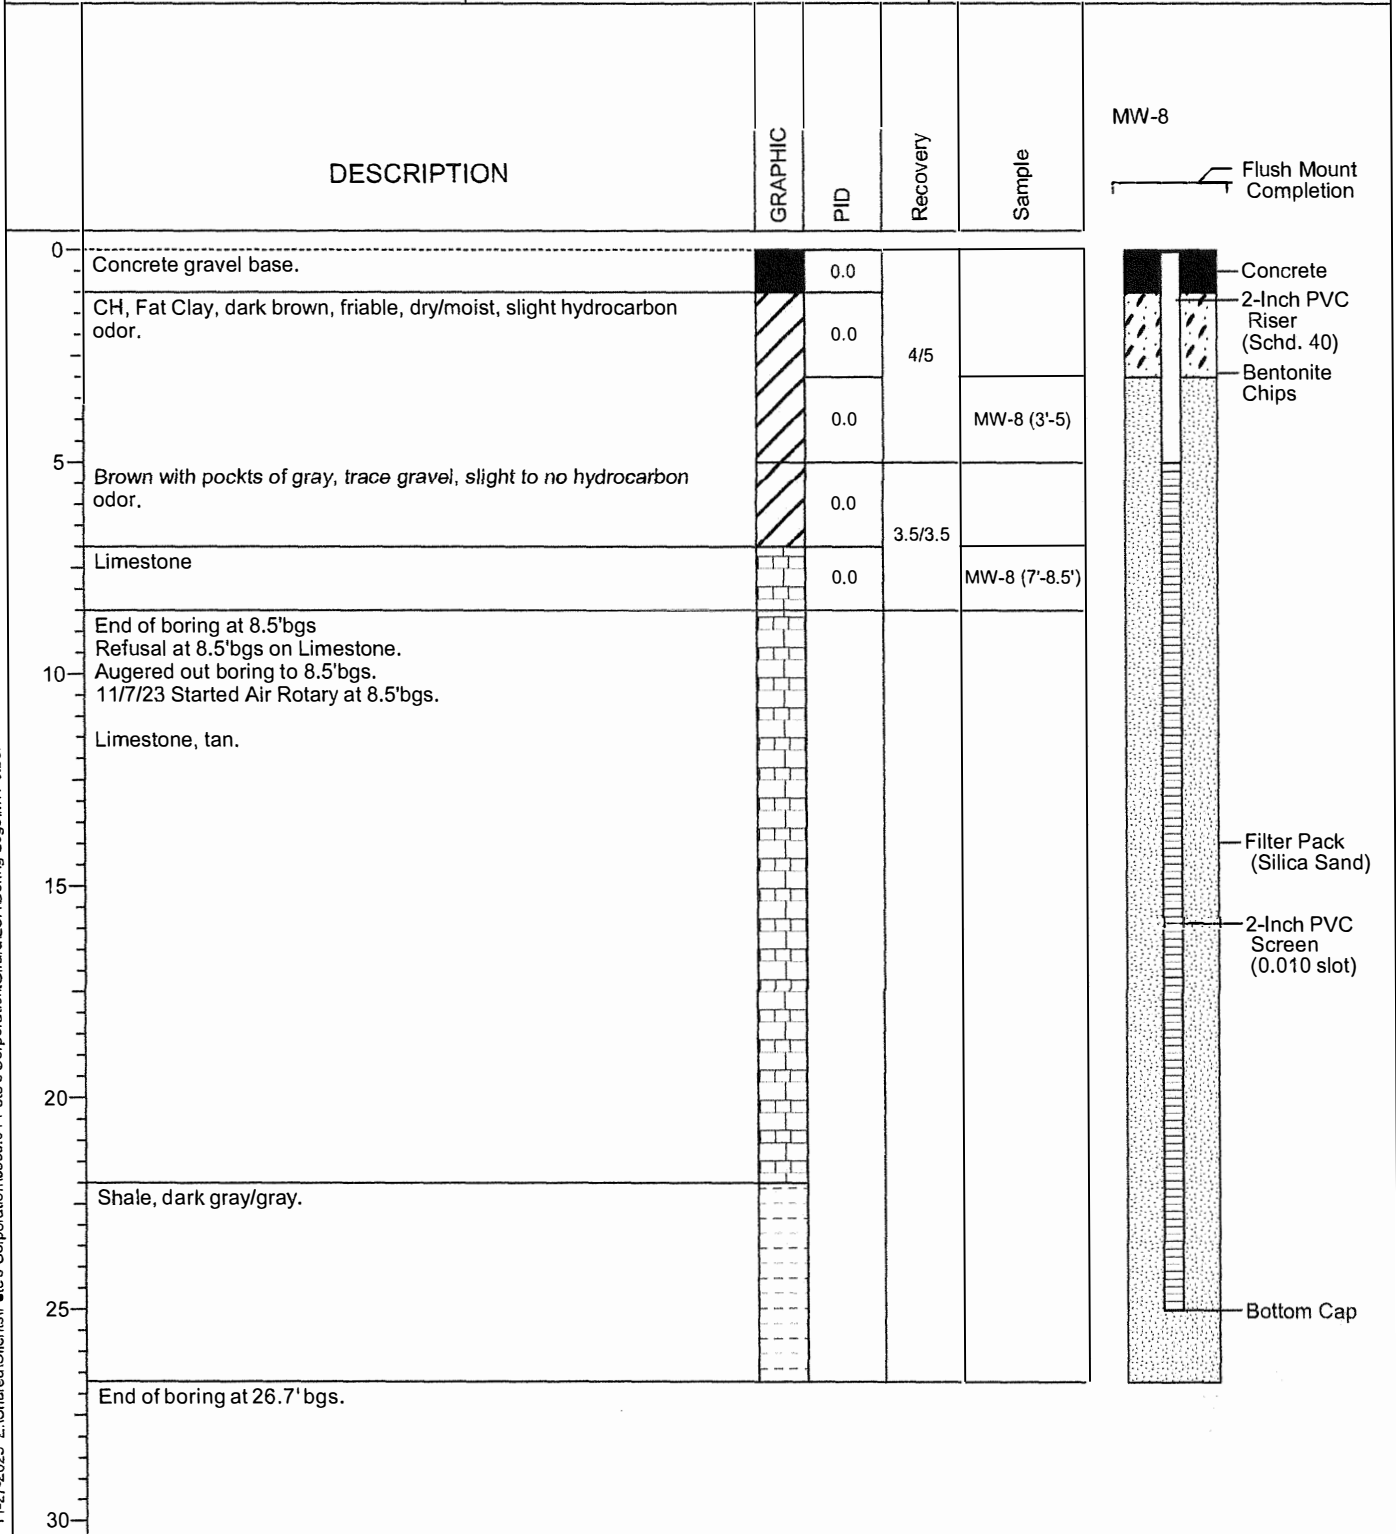 DESCRIPTION
GRAPHIC
PID
Recovery
Sample
MW-8
Flush Mount
Completion
0
Concrete gravel base.
0.0
Concrete
CH, Fat Clay, dark brown, friable, dry/moist, slight hydrocarbon
odor.
0.0
4/5
2-Inch PVC
Riser
(Schd. 40)
Bentonite
Chips
0.0
MW-8 (3'-5)
5
Brown with pockts of gray, trace gravel, slight to no hydrocarbon
odor.
0.0
3.5/3.5
Limestone
0.0
MW-8 (7'-8.5')
End of boring at 8.5'bgs
Refusal at 8.5'bgs on Limestone.
10
Augered out boring to 8.5'bgs.
11/7/23 Started Air Rotary at 8.5'bgs.
Limestone, tan.
Filter Pack
(Silica Sand)
15
2-Inch PVC
Screen
(0.010 slot)
20
Shale, dark gray/gray.
25
Bottom Cap
End of boring at 26.7'bgs.
30